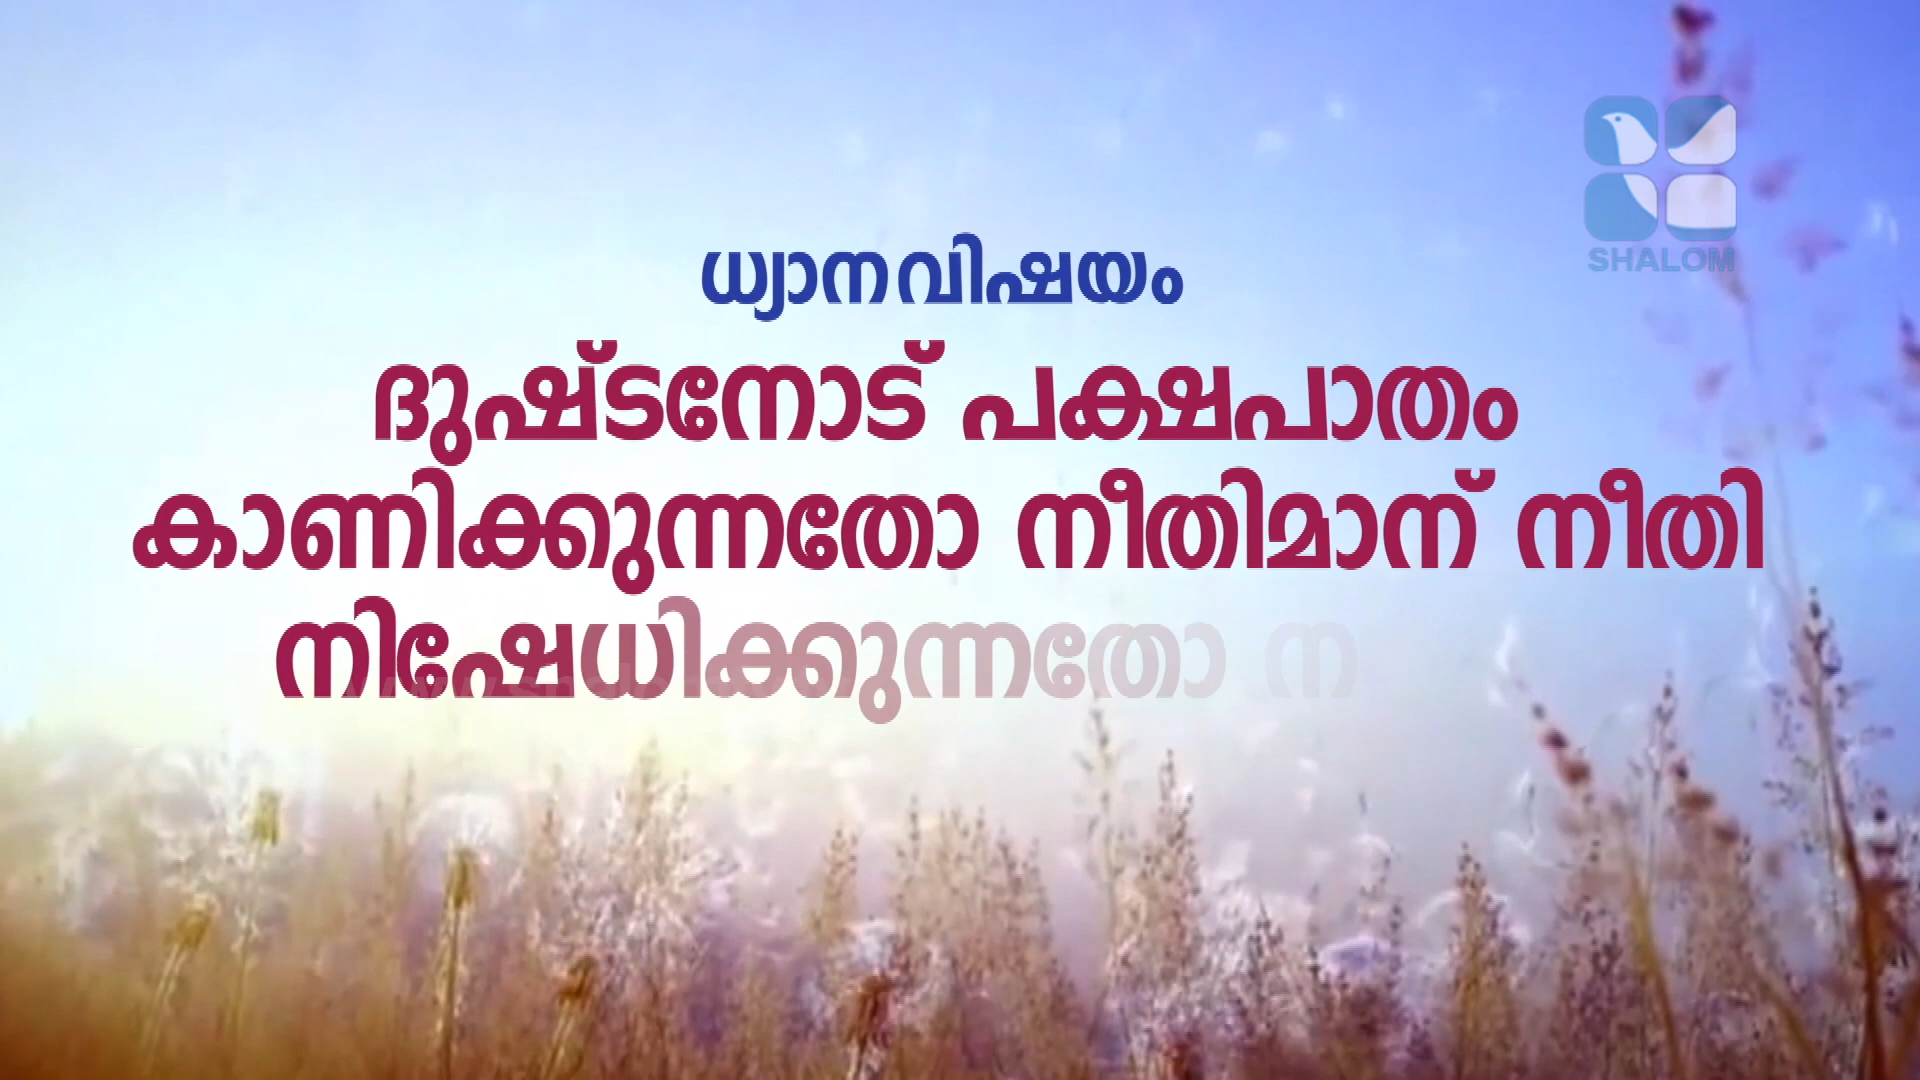 SHALOM
ധ്യാനവിഷയം
ദുഷ്ടനോട് പക്ഷപാതം
കാണിക്കുന്നതോ നീതിമാന് നീതി
നിഷേധിക്കുന്നതോ ന